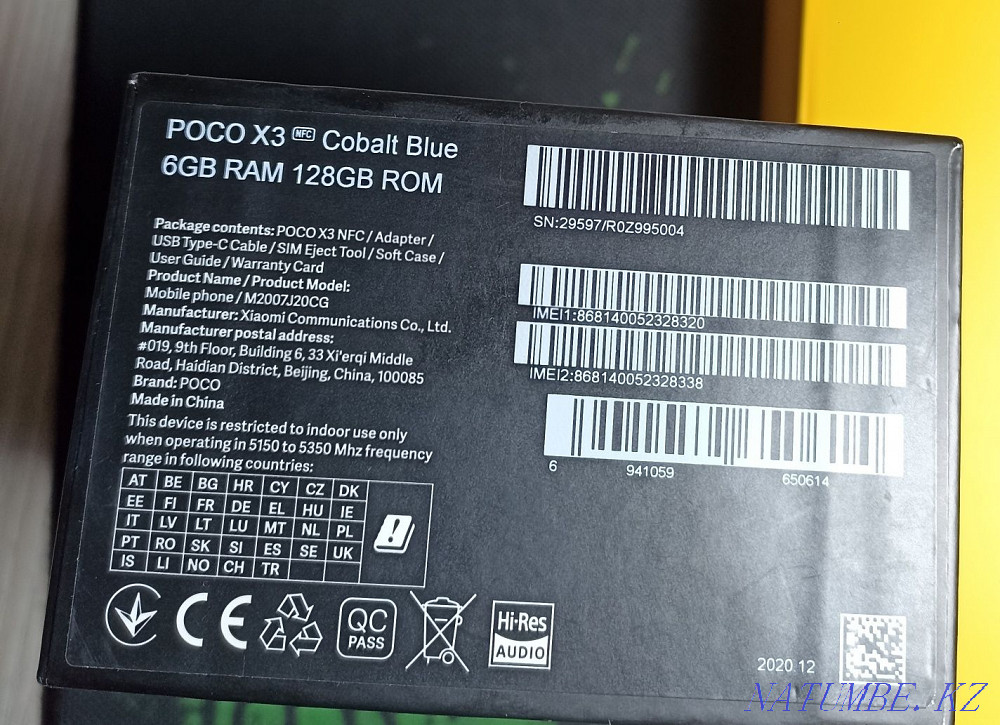 POCO X3 NFC Cobalt Blue
6GB RAM 128GB ROM
Package contents: POCO X3 NFC / Adapter /
USB Type-C Cable / SIM Eject Tool / Soft Case /
User Guide / Warranty Card
Product Name / Product Model:
Mobile phone / M2007J20CG
Manufacturer: Xiaomi Communications Co., Ltd.
Manufacturer postal address:
#019, 9th Floor, Building 6, 33 Xi'erqi Middle
Road, Haidian District, Beijing, China, 100085
Brand: POCO
Made in China
This device is restricted to indoor use only
when operating in 5150 to 5350 Mhz frequency
range in following countries:
AT BE BG HR CY CZ DK
EE FI FR DE EL HU IE
IT LV LT LU MT NL PL
PT RO SK SI ES SE UK
IS LI NO CH TR
SN:29597/R0Z995004
IMEI1:868140052328320
IMEI2:868140052328338
6 941059 650614
CE
QC
PASS
Hi-Res
AUDIO
2020.12
NATUMBE.KZ